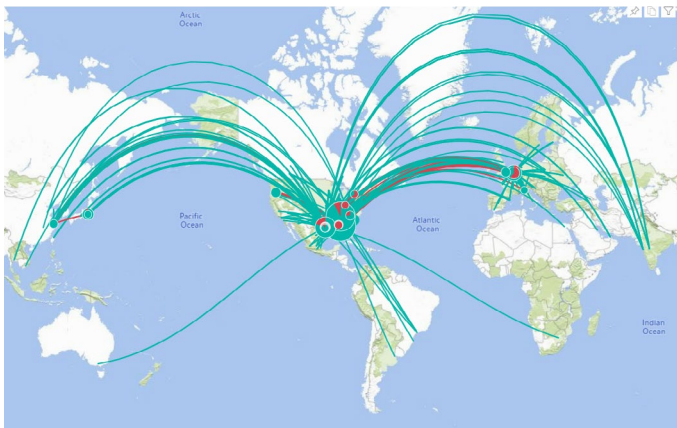 Arctic
Ocean
Pacific
Ocean
Atlantic
Ocean
Indian
Ocean